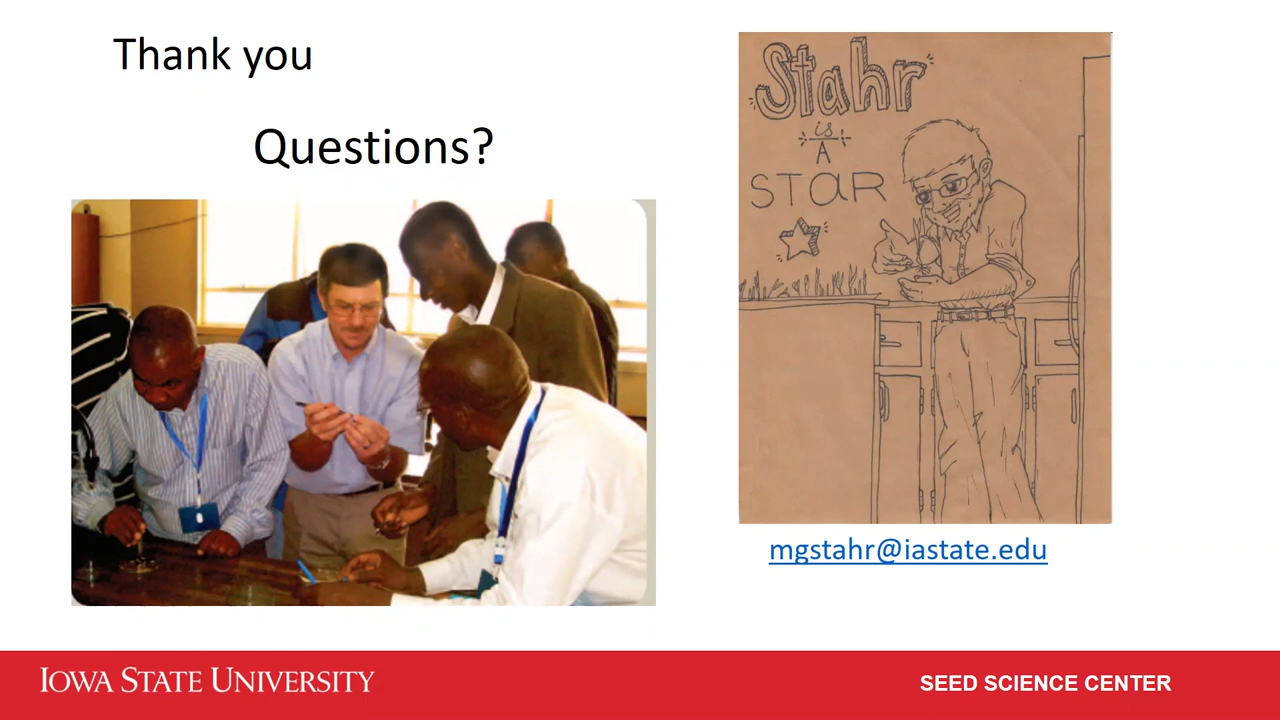 Thank you
Questions?
Stahr
is
A
STaR
mgstahr@iastate.edu
IOWA STATE UNIVERSITY
SEED SCIENCE CENTER